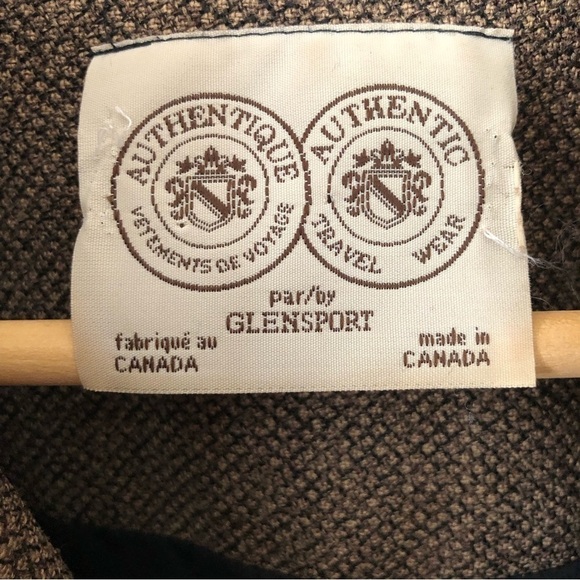 AUTHENTIQUE
VETEMENTS DE VOYAGE
AUTHENTIC
TRAVEL WEAR
par/by
GLENSPORT
fabriqué au
CANADA
made in
CANADA